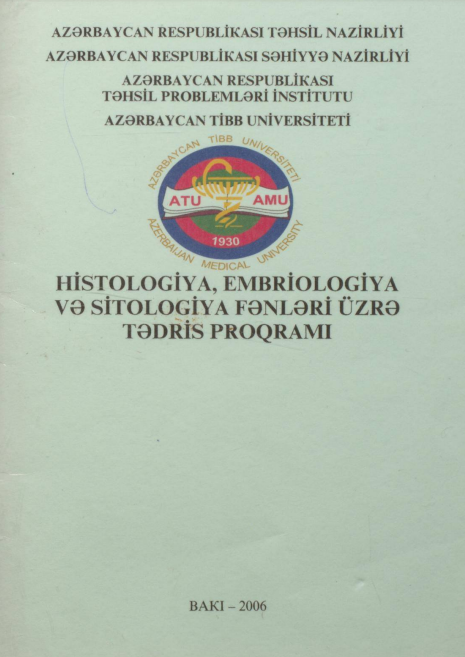 AZƏRBAYCAN RESPUBLİKASI TƏHSİL NAZİRLİYİ
AZƏRBAYCAN RESPUBLİKASI SƏHİYYƏ NAZİRLİYİ
AZƏRBAYCAN RESPUBLİKASI
TƏHSİL PROBLEMLƏRİ İNSTİTUTU
AZƏRBAYCAN TİBB UNİVERSİTETİ
AZƏRBAYCAN TİBB UNİVERSİTETİ
ATU AMU
1930
AZERBAIJAN MEDICAL UNIVERSITY
HİSTOLOGİYA, EMBRİOLOGİYA
VƏ SİTOLOGİYA FƏNLƏRİ ÜZRƏ
TƏDRİS PROQRAMI
BAKI – 2006